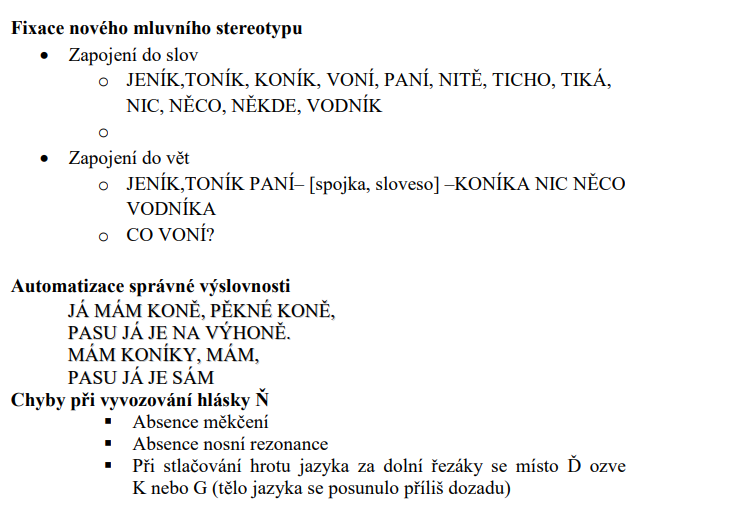 Fixace nového mluvního stereotypu
• Zapojení do slov
o JENÍK,TONÍK, KONÍK, VONÍ, PANÍ, NITĚ, TICHO, TIKÁ,
NIC, NĚCO, NĚKDE, VODNÍK
o
• Zapojení do vět
o JENÍK,TONÍK PANÍ– [spojka, sloveso] –KONÍKA NIC NĚCO
VODNÍKA
o CO VONÍ?
Automatizace správné výslovnosti
JÁ MÁM KONĚ, PĚKNÉ KONĚ,
PASU JÁ JE NA VÝHONĚ.
MÁM KONÍKY, MÁM,
PASU JÁ JE SÁM
Chyby při vyvozování hlásky Ň
▪ Absence měkčení
▪ Absence nosní rezonance
▪ Při stlačování hrotu jazyka za dolní řezáky se místo Ď ozve
K nebo G (tělo jazyka se posunulo příliš dozadu)